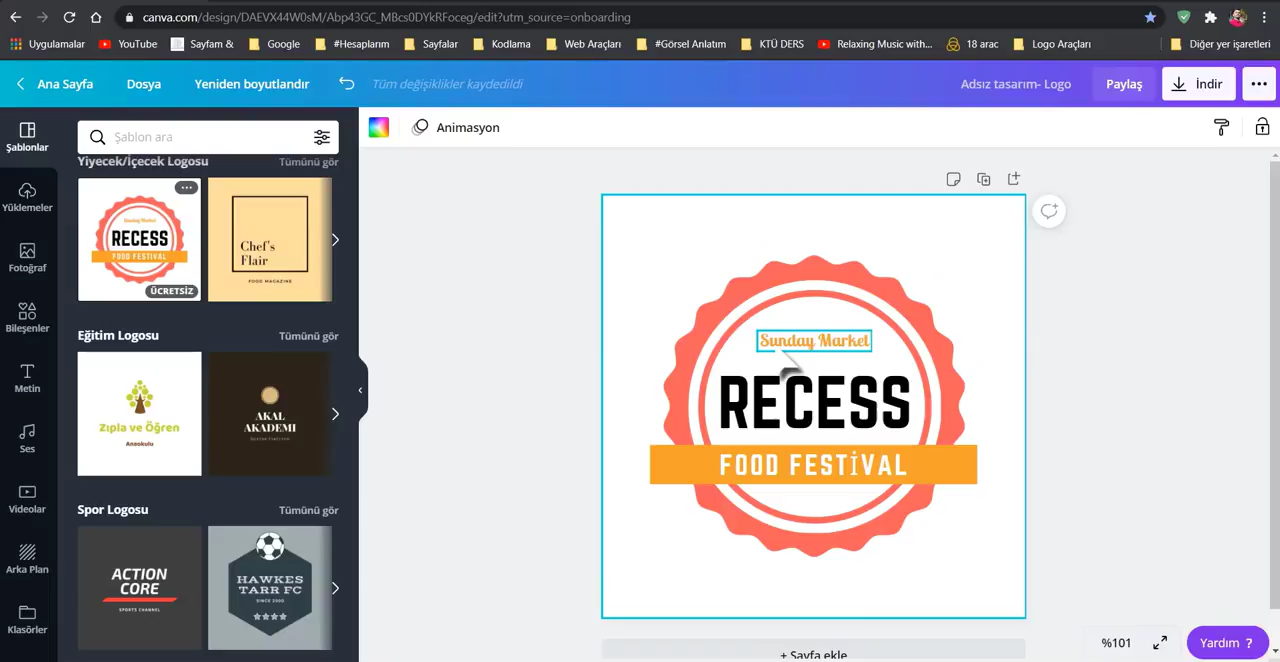 canva.com/design/DAEVX44W0sM/Abp43GC_MBcs0DYkRFoceg/edit?utm_source=onboarding
Uygulamalar YouTube Sayfam & Google #Hesaplarım Sayfalar Kodlama Web Araçları #Görsel Anlatım KTÜ DERS Relaxing Music with... 18 arac Logo Araçları Diğer yer işaretleri
Ana Sayfa Dosya Yeniden boyutlandır Tüm değişiklikler kaydedildi Adsız tasarım- Logo Paylaş İndir
Şablonlar
Yüklemeler
Fotoğraf
Bileşenler
Metin
Ses
Videolar
Arka Plan
Klasörler
Şablon ara
Yiyecek/İçecek Logosu Tümünü gör
Sunday Market
RECESS
FOOD FESTIVAL
ÜCRETSİZ
Chef's
Flair
FOOD MAGAZINE
Eğitim Logosu Tümünü gör
Zıpla ve Öğren
Anaokulu
AKAL
AKADEMI
Spor Logosu Tümünü gör
ACTION
CORE
SPORTS CHANNEL
HAWKES
TARR FC
SINCE 2000
Animasyon
Sunday Market
RECESS
FOOD FESTİVAL
+ Sayfa ekle
%101
Yardım ?